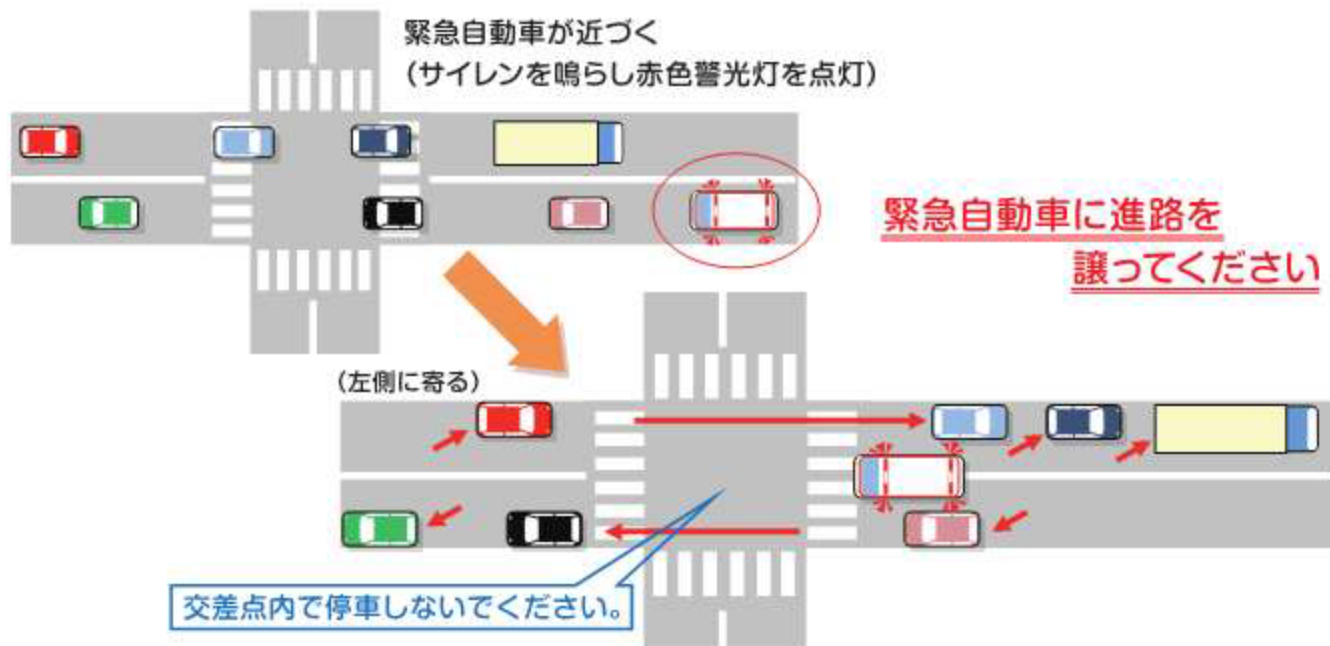 緊急自動車が近づく
（サイレンを鳴らし赤色警光灯を点灯）
緊急自動車に進路を
譲ってください
（左側に寄る）
交差点内で停車しないでください。